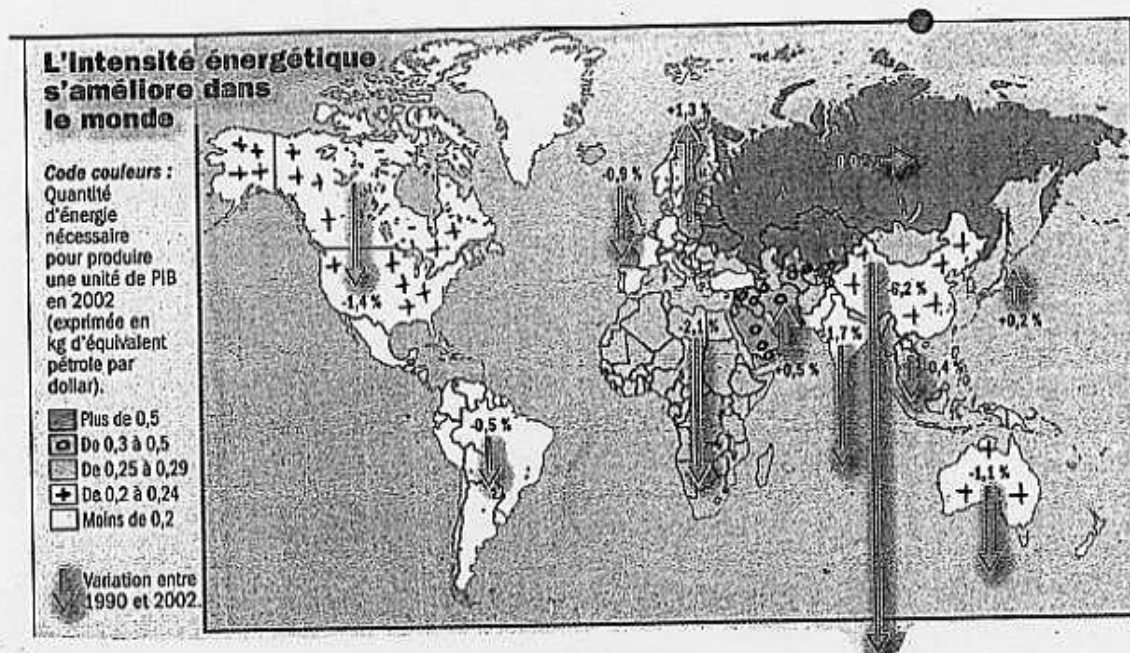 L'intensité énergétique
s'améliore dans
le monde
Code couleurs :
Quantité
d'énergie
nécessaire
pour produire
une unité de PIB
en 2002
(exprimée en
kg d'équivalent
pétrole par
dollar).
Plus de 0,5
De 0,3 à 0,5
De 0,25 à 0,29
De 0,2 à 0,24
Moins de 0,2
Variation entre
1990 et 2002.
+1,3 %
-0,9 %
-1,4 %
-6,2 %
-2,1 %
-1,7 %
+0,2 %
+0,5 %
-0,4 %
-0,5 %
-1,1 %